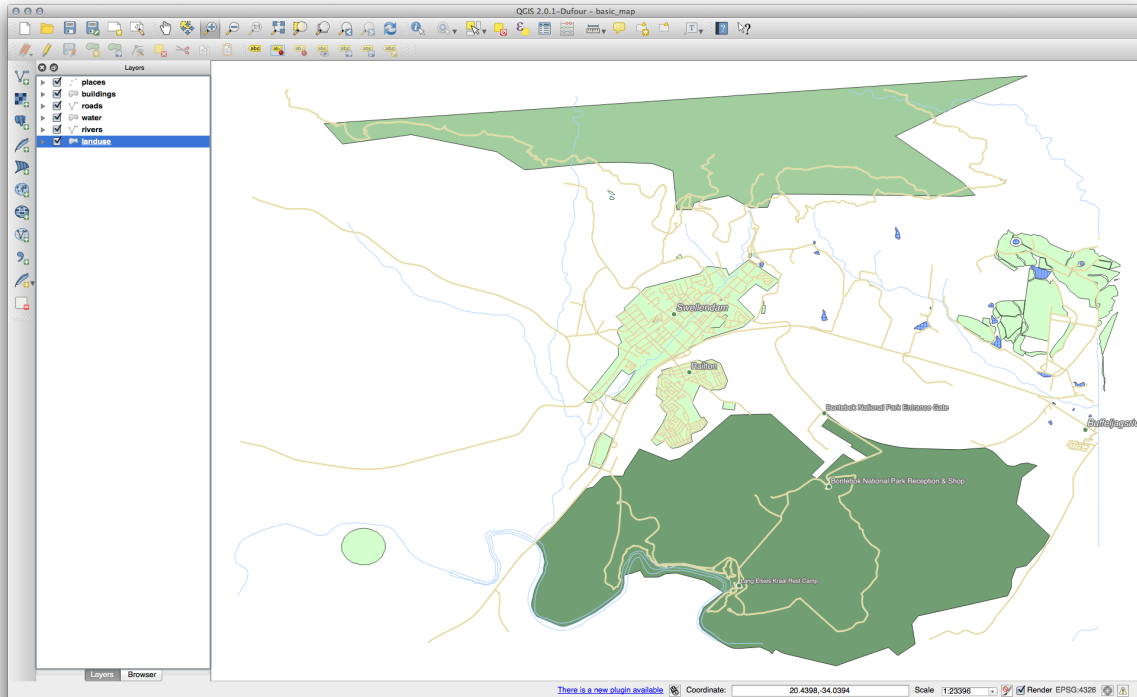 QGIS 2.0.1-Dufour - basic_map
Layers
places
buildings
roads
water
rivers
landuse
Swellendam
Railton
Bontebok National Park Entrance Gate
Bontebok National Park Reception & Shop
Lang Elsies Kraal Rest Camp
Layers
Browser
There is a new plugin available
Coordinate:
20.4398,-34.0394
Scale
1:23396
Render
EPSG:4326